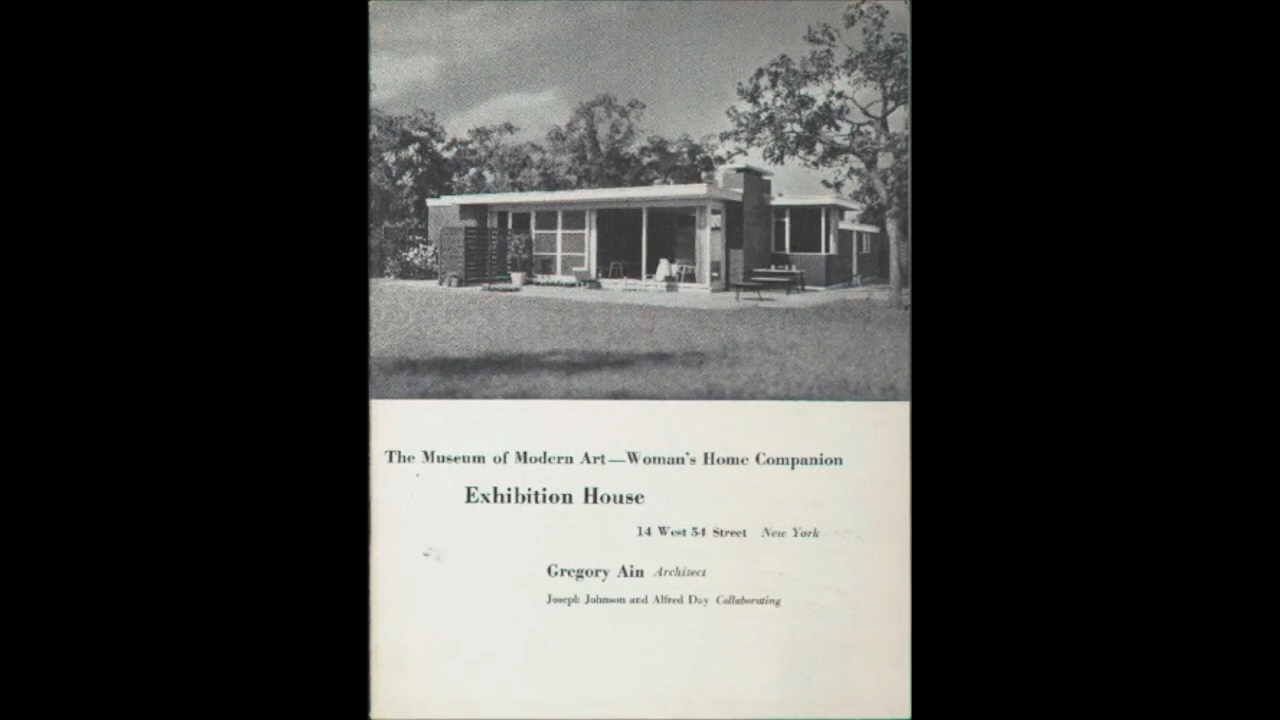 The Museum of Modern Art—Woman's Home Companion
Exhibition House
14 West 54 Street New York
Gregory Ain Architect
Joseph Johnson and Alfred Day Collaborating